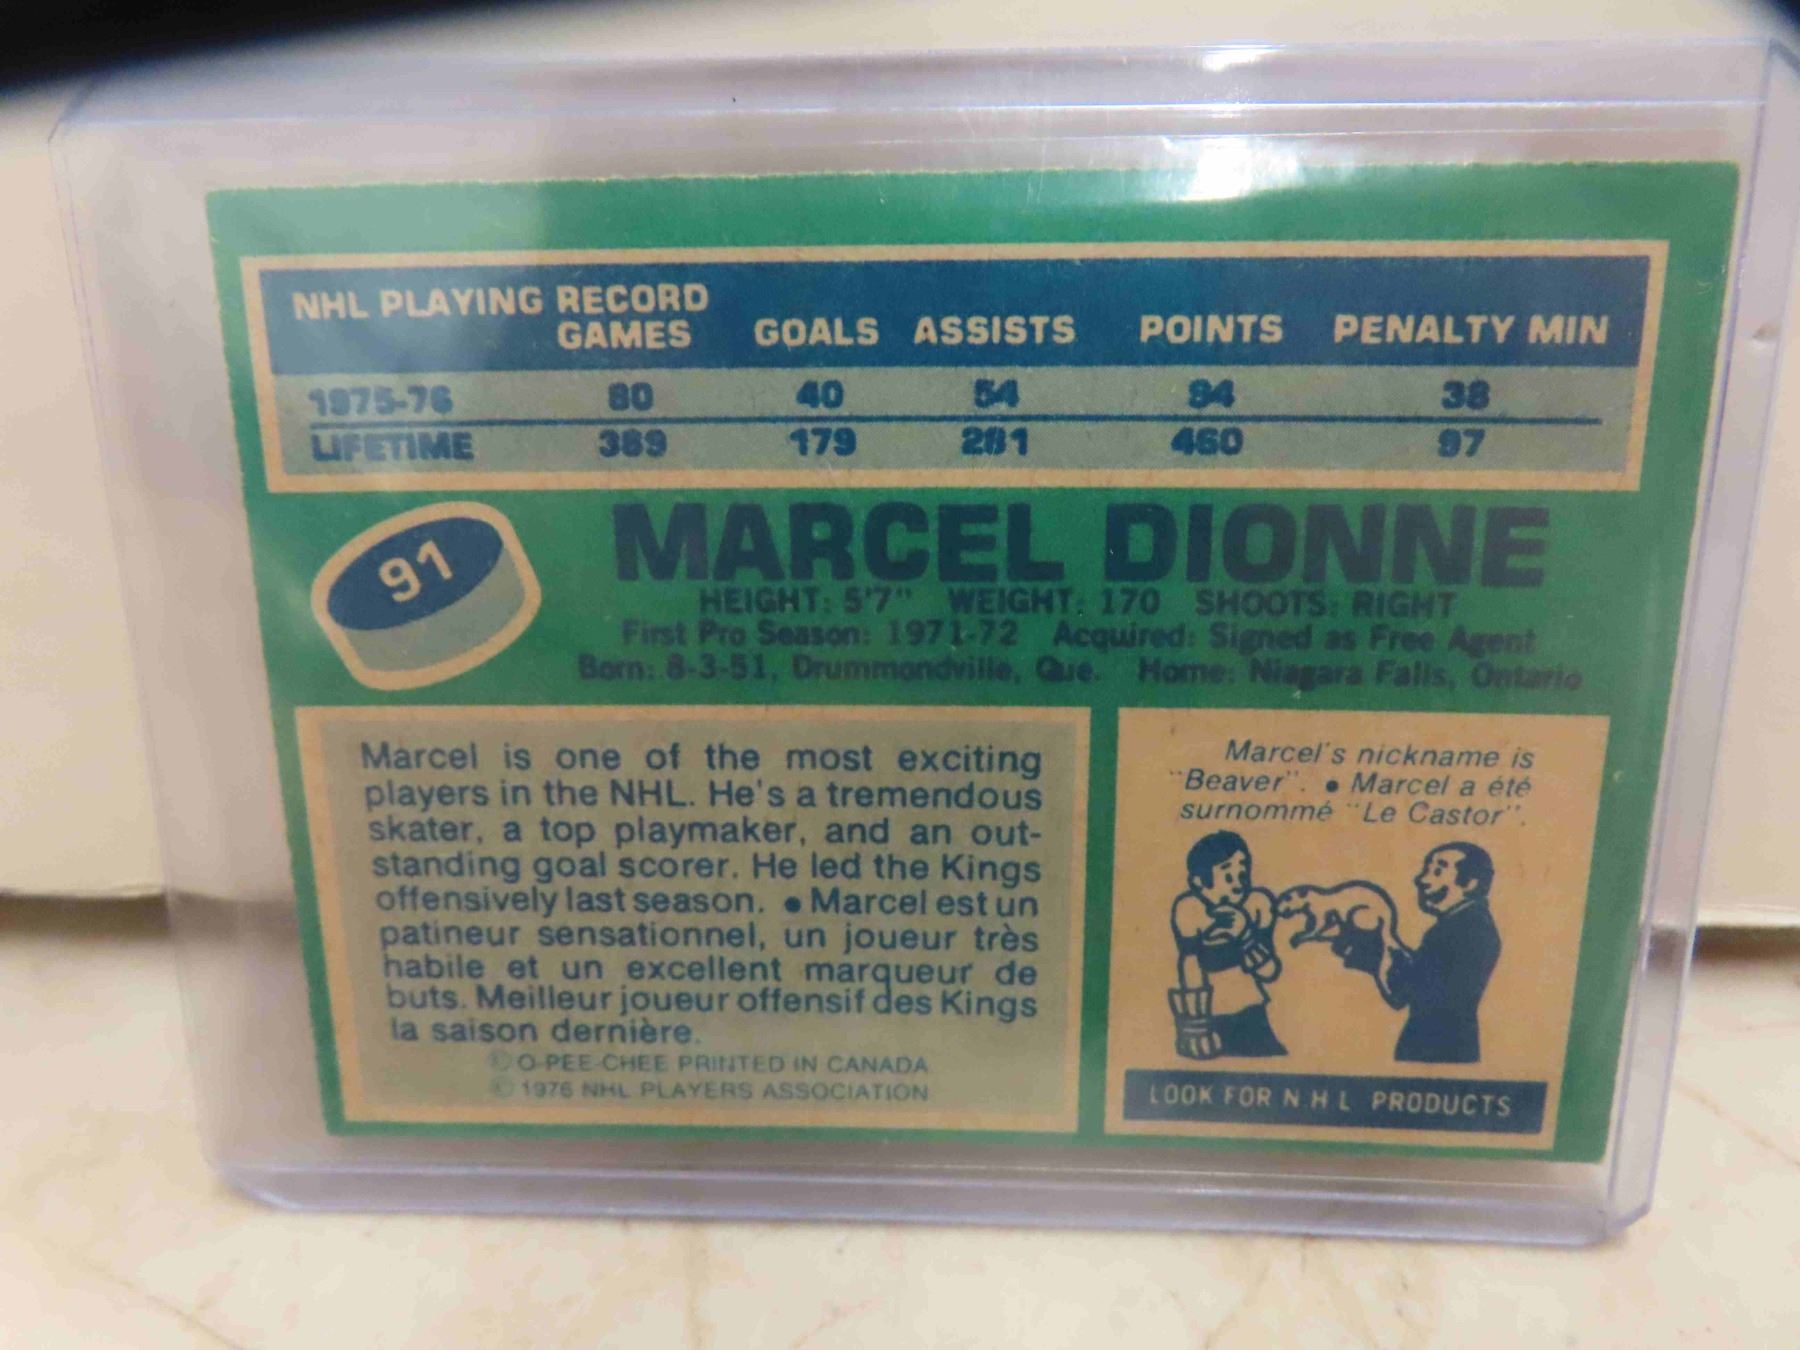 NHL PLAYING RECORD
GAMES GOALS ASSISTS POINTS PENALTY MIN
1975-76 80 40 54 94 38
LIFETIME 389 179 281 460 97
91
MARCEL DIONNE
HEIGHT: 5'7" WEIGHT: 170 SHOOTS: RIGHT
First Pro Season: 1971-72 Acquired: Signed as Free Agent
Born: 8-3-51, Drummondville, Que. Home: Niagara Falls, Ontario
Marcel is one of the most exciting
players in the NHL. He's a tremendous
skater, a top playmaker, and an out-
standing goal scorer. He led the Kings
offensively last season. • Marcel est un
patineur sensationnel, un joueur très
habile et un excellent marqueur de
buts. Meilleur joueur offensif des Kings
la saison dernière.
© O-PEE-CHEE PRINTED IN CANADA
© 1976 NHL PLAYERS ASSOCIATION
Marcel's nickname is
"Beaver". • Marcel a été
surnommé "Le Castor".
LOOK FOR N H L PRODUCTS